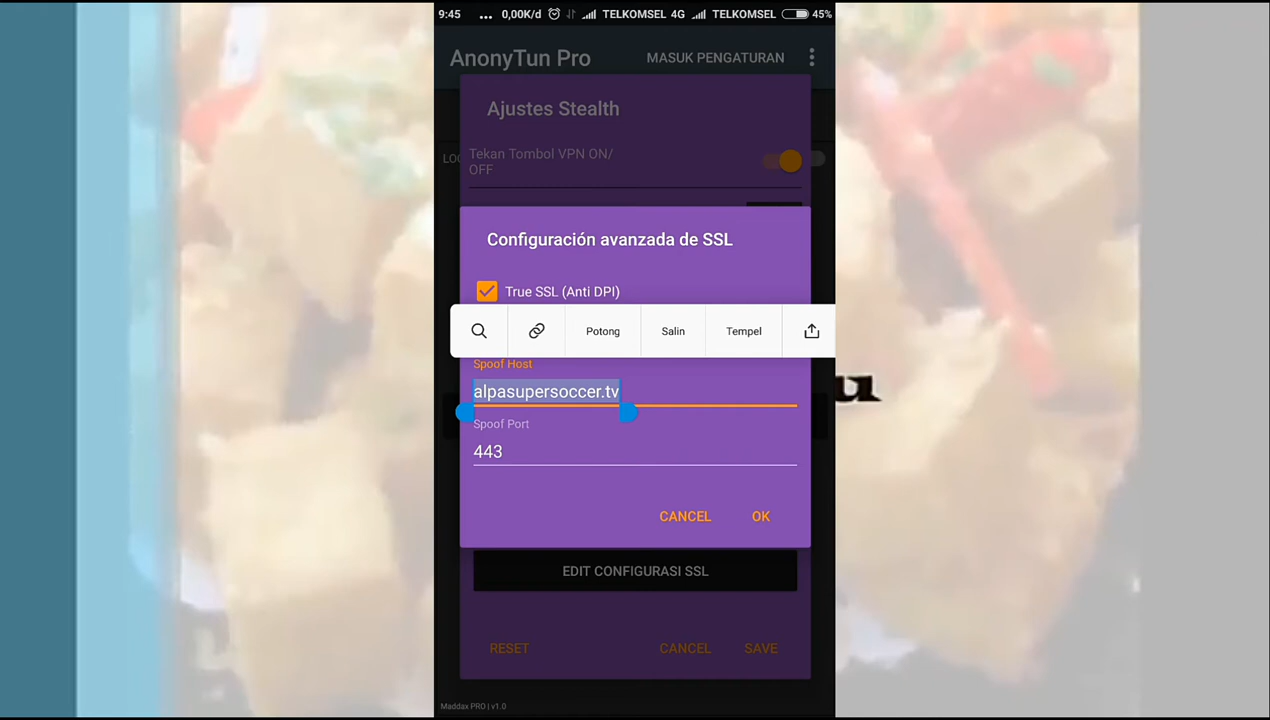 9:45 ... 0,00K/d TELKOMSEL 4G TELKOMSEL 45%
AnonyTun Pro MASUK PENGATURAN
Ajustes Stealth
Tekan Tombol VPN ON/
OFF
Configuración avanzada de SSL
True SSL (Anti DPI)
Potong Salin Tempel
Spoof Host
alpasupersoccer.tv
Spoof Port
443
CANCEL OK
EDIT CONFIGURASI SSL
RESET CANCEL SAVE
Maddax PRO | v1.0